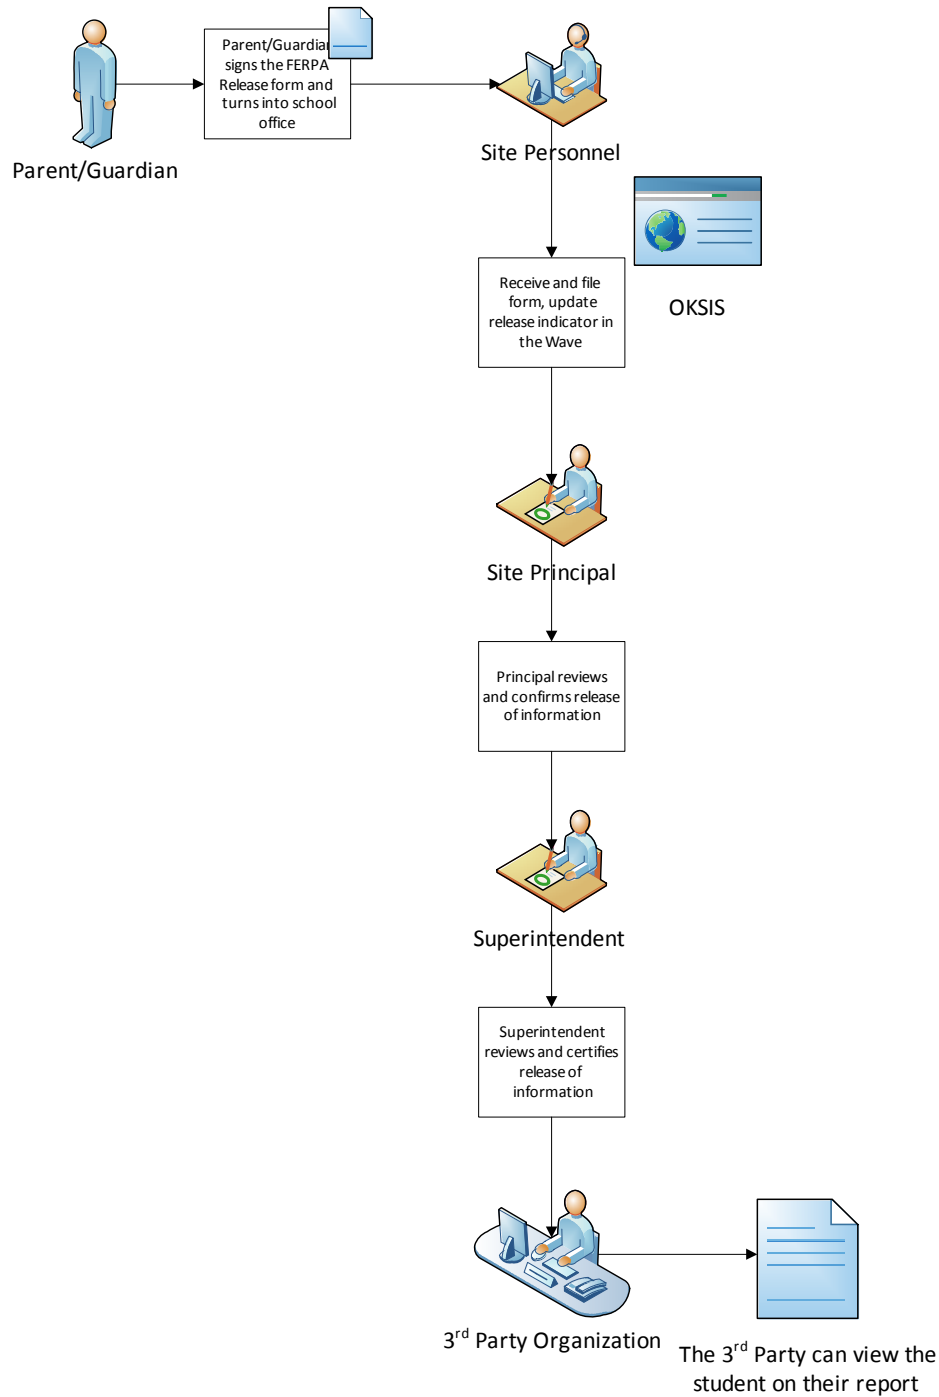 Parent/Guardian
signs the FERPA
Release form and
turns into school
office
Parent/Guardian
Site Personnel
OKSIS
Receive and file
form, update
release indicator in
the Wave
Site Principal
Principal reviews
and confirms release
of information
Superintendent
Superintendent
reviews and certifies
release of
information
3rd Party Organization
The 3rd Party can view the
student on their report